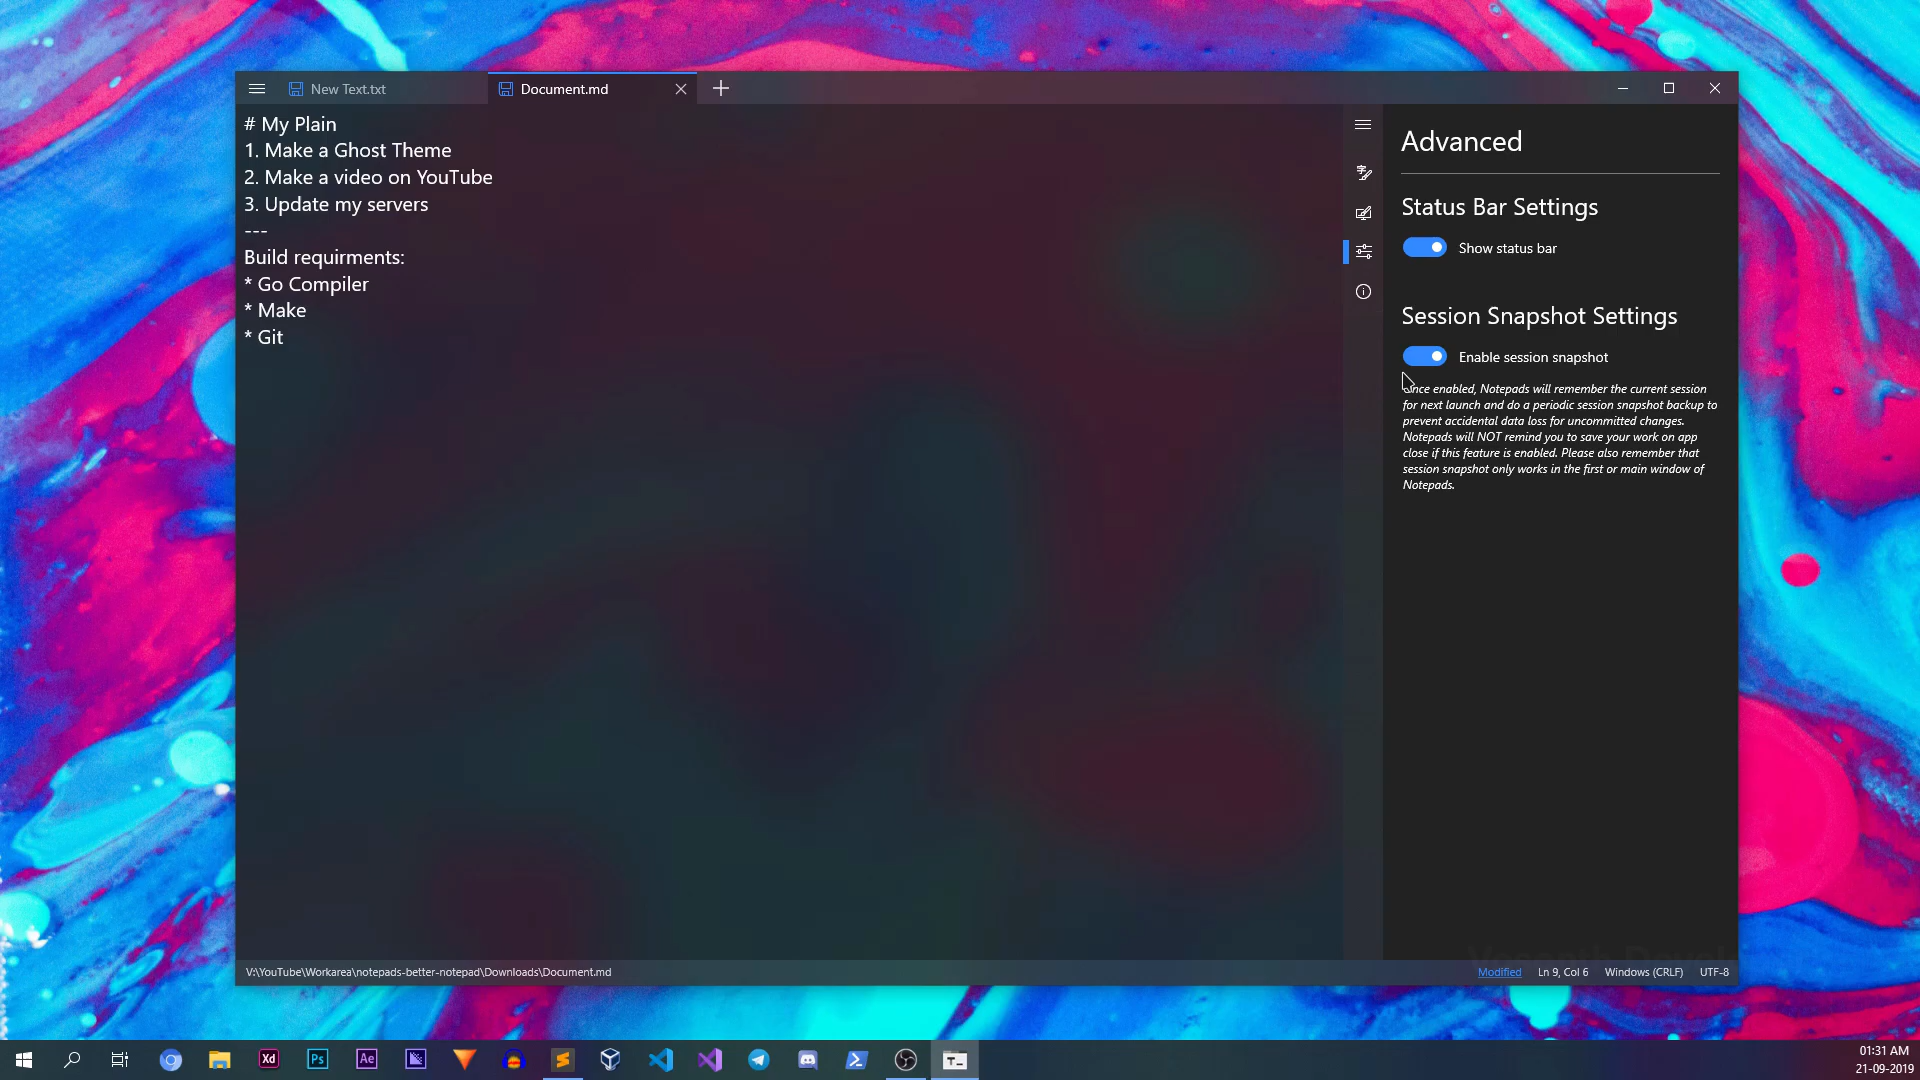 New Text.txt
Document.md
# My Plain
1. Make a Ghost Theme
2. Make a video on YouTube
3. Update my servers
---
Build requirments:
* Go Compiler
* Make
* Git
Advanced
Status Bar Settings
Show status bar
Session Snapshot Settings
Enable session snapshot
Once enabled, Notepads will remember the current session
for next launch and do a periodic session snapshot backup to
prevent accidental data loss for uncommitted changes.
Notepads will NOT remind you to save your work on app
close if this feature is enabled. Please also remember that
session snapshot only works in the first or main window of
Notepads.
V:\YouTube\Workarea\notepads-better-notepad\Downloads\Document.md
Modified
Ln 9, Col 6
Windows (CRLF)
UTF-8
Xd
Ps
Ae
01:31 AM
21-09-2019